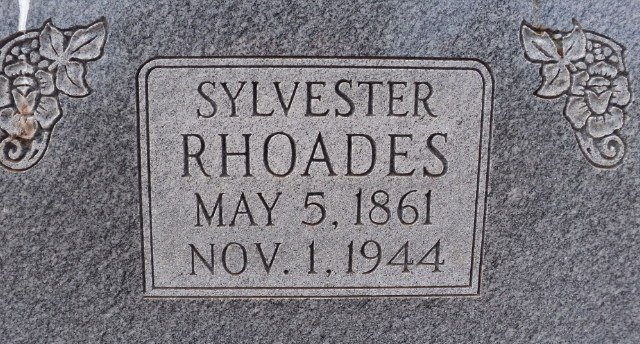 SYLVESTER
RHOADES
MAY 5, 1861
NOV. 1, 1944